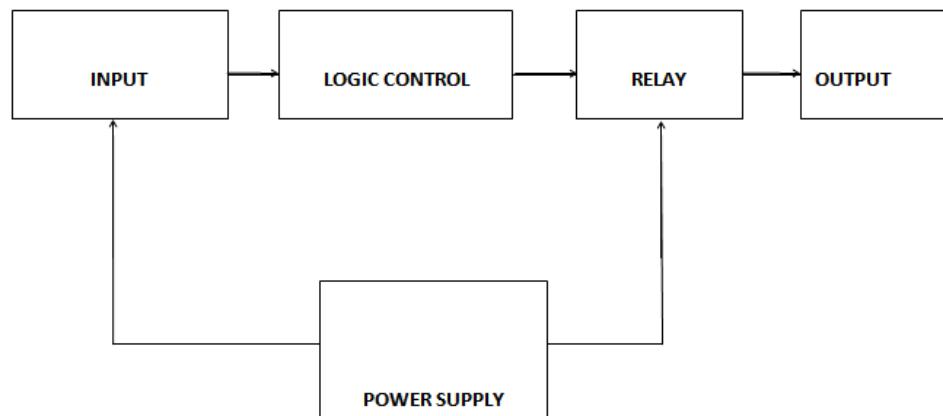 INPUT
LOGIC CONTROL
RELAY
OUTPUT
POWER SUPPLY